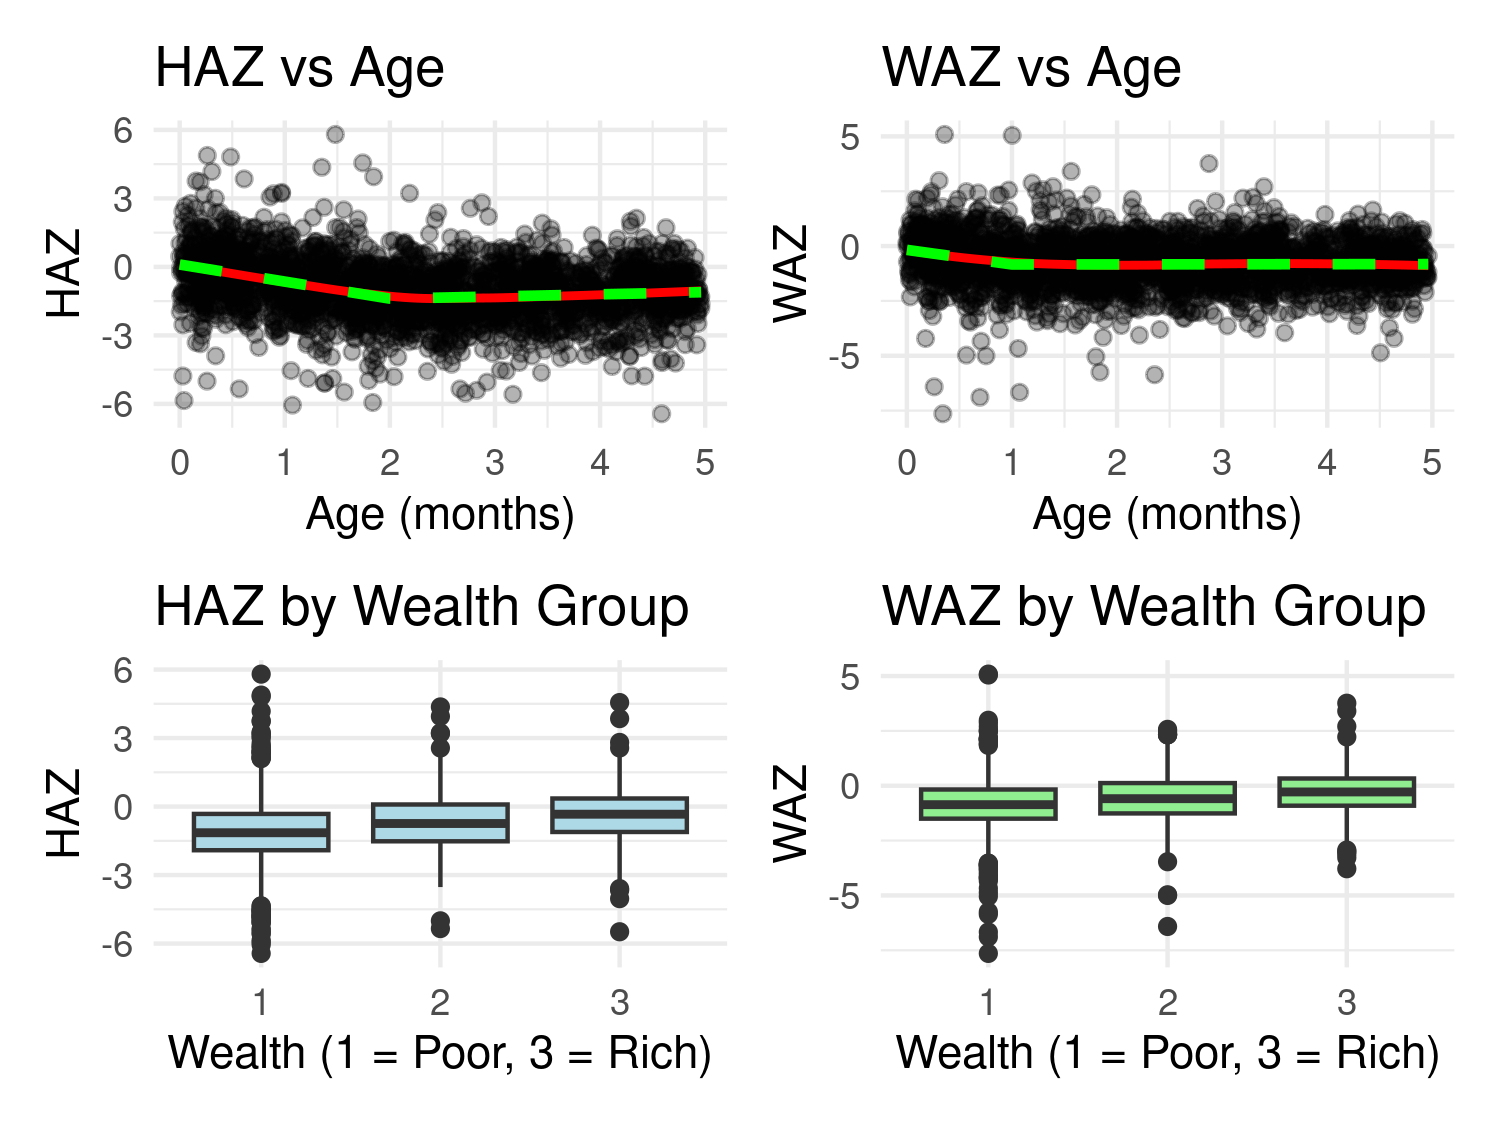 HAZ vs Age
WAZ vs Age
HAZ
6
3
0
-3
-6
0 1 2 3 4 5
Age (months)
WAZ
5
0
-5
0 1 2 3 4 5
Age (months)
HAZ by Wealth Group
WAZ by Wealth Group
HAZ
6
3
0
-3
-6
1 2 3
Wealth (1 = Poor, 3 = Rich)
WAZ
5
0
-5
1 2 3
Wealth (1 = Poor, 3 = Rich)